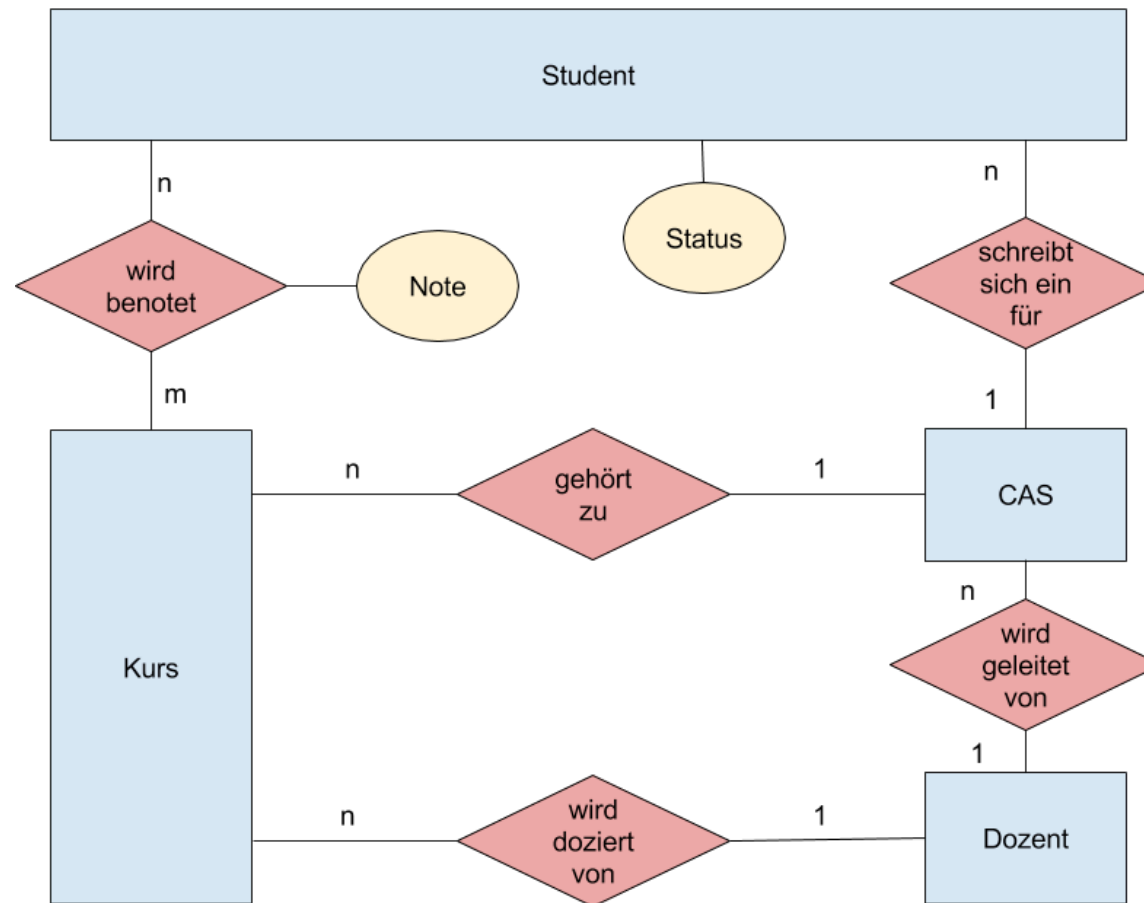 Student
n
n
wird
benotet
Note
Status
schreibt
sich ein
für
m
1
n
gehört
zu
1
CAS
n
Kurs
wird
geleitet
von
1
n
wird
doziert
von
1
Dozent